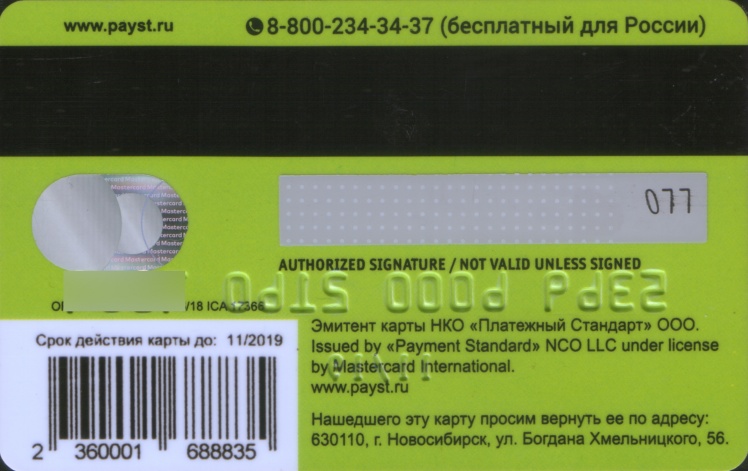 www.payst.ru
8-800-234-34-37 (бесплатный для России)
077
AUTHORIZED SIGNATURE / NOT VALID UNLESS SIGNED
/18 ICA
Срок действия карты до: 11/2019
2 360001 688835
Эмитент карты НКО «Платежный Стандарт» ООО.
Issued by «Payment Standard» NCO LLC under license
by Mastercard International.
www.payst.ru
Нашедшего эту карту просим вернуть ее по адресу:
630110, г. Новосибирск, ул. Богдана Хмельницкого, 56.